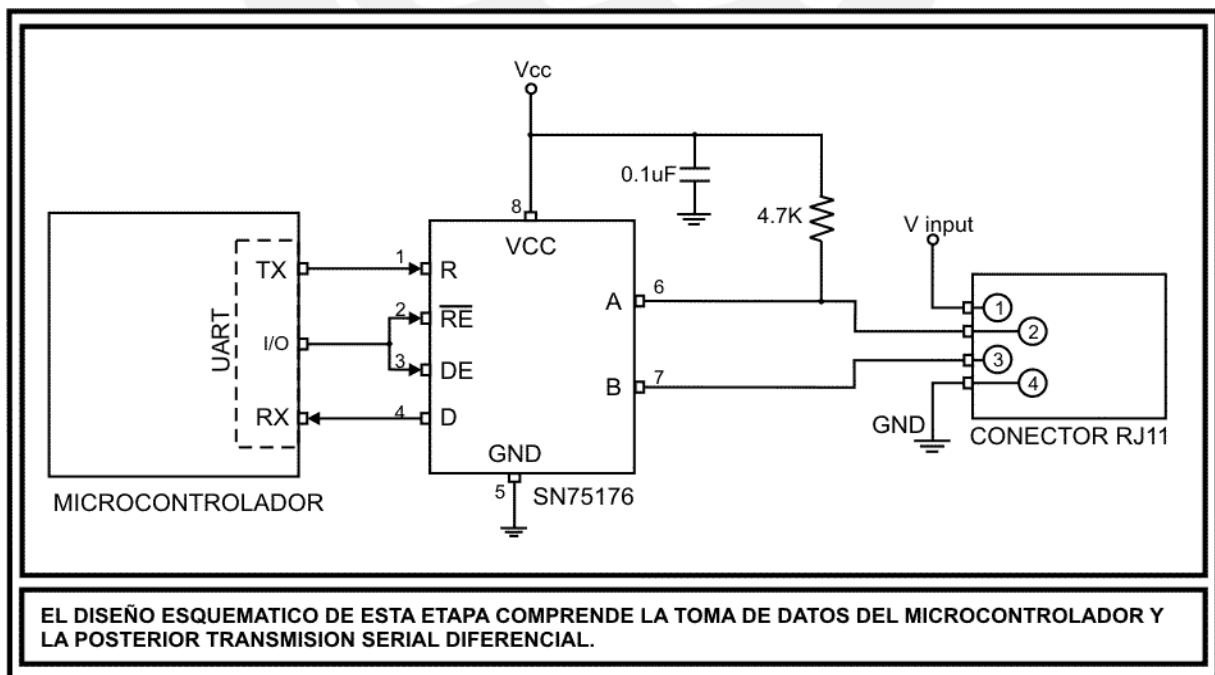 Vcc
0.1uF
4.7K
V input
8
VCC
UART
TX
1
R
2
RE
I/O
3
DE
RX
4
D
A
6
B
7
GND
5
SN75176
MICROCONTROLADOR
1
2
3
4
GND
CONECTOR RJ11
EL DISEÑO ESQUEMATICO DE ESTA ETAPA COMPRENDE LA TOMA DE DATOS DEL MICROCONTROLADOR Y
LA POSTERIOR TRANSMISION SERIAL DIFERENCIAL.